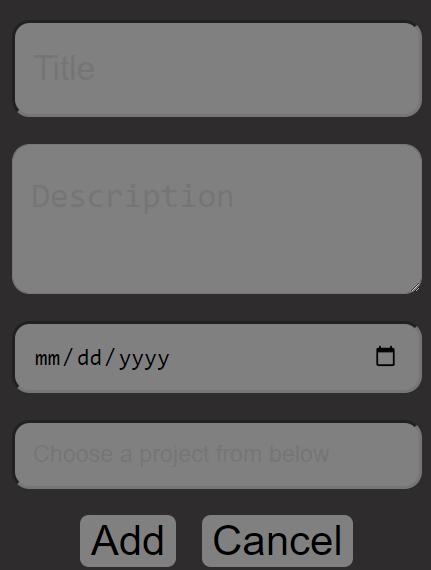 Title
Description
mm/dd/yyyy
Choose a project from below
Add Cancel